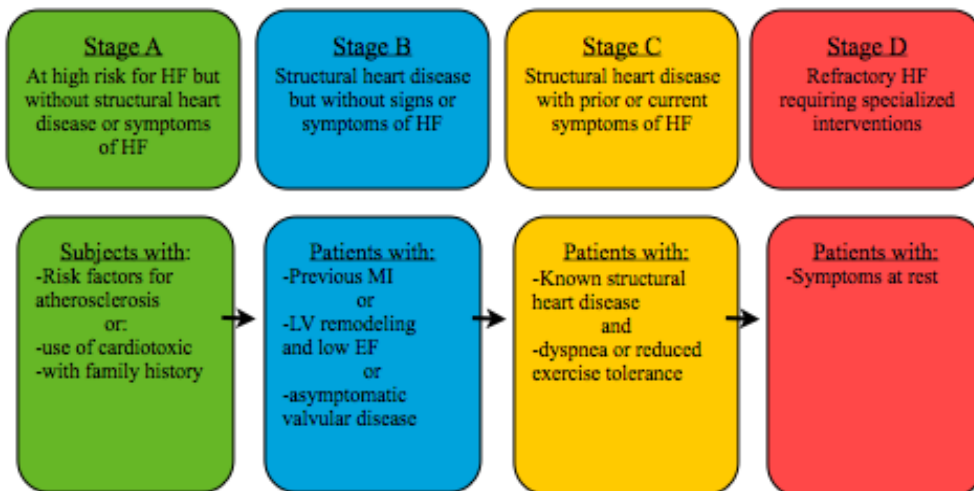 Stage A
At high risk for HF but
without structural heart
disease or symptoms
of HF
Stage B
Structural heart disease
but without signs or
symptoms of HF
Stage C
Structural heart disease
with prior or current
symptoms of HF
Stage D
Refractory HF
requiring specialized
interventions
Subjects with:
-Risk factors for
atherosclerosis
or:
-use of cardiotoxic
-with family history
Patients with:
-Previous MI
or
-LV remodeling
and low EF
or
-asymptomatic
valvular disease
Patients with:
-Known structural
heart disease
and
-dyspnea or reduced
exercise tolerance
Patients with:
-Symptoms at rest